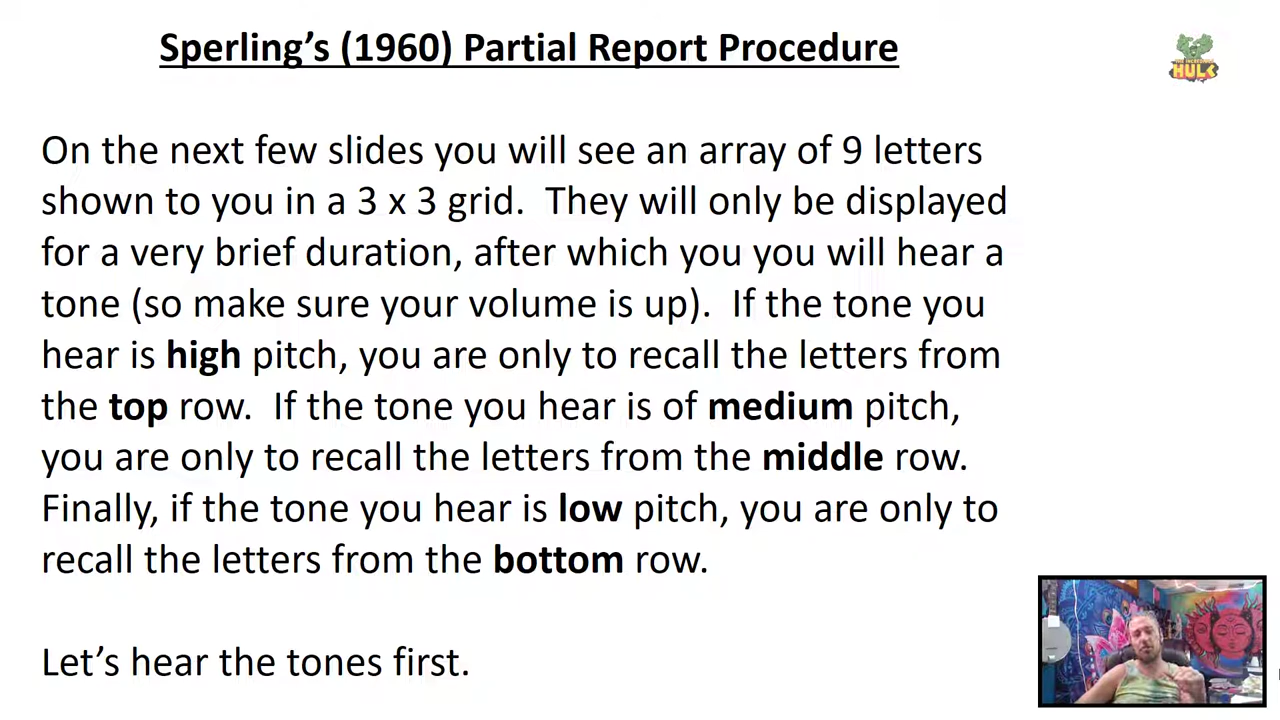 Sperling’s (1960) Partial Report Procedure
THE INCREDIBLE
HULK
On the next few slides you will see an array of 9 letters
shown to you in a 3 x 3 grid.  They will only be displayed
for a very brief duration, after which you you will hear a
tone (so make sure your volume is up).  If the tone you
hear is high pitch, you are only to recall the letters from
the top row.  If the tone you hear is of medium pitch,
you are only to recall the letters from the middle row.
Finally, if the tone you hear is low pitch, you are only to
recall the letters from the bottom row.
Let’s hear the tones first.